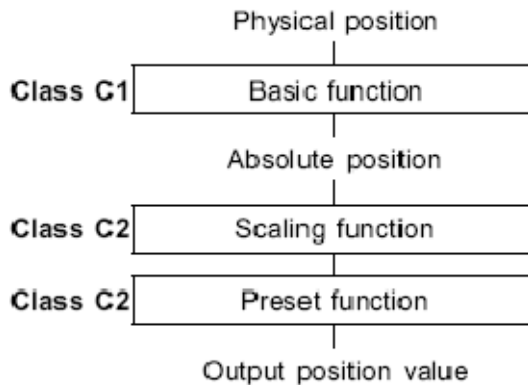 Physical position
Class C1 Basic function
Absolute position
Class C2 Scaling function
Class C2 Preset function
Output position value